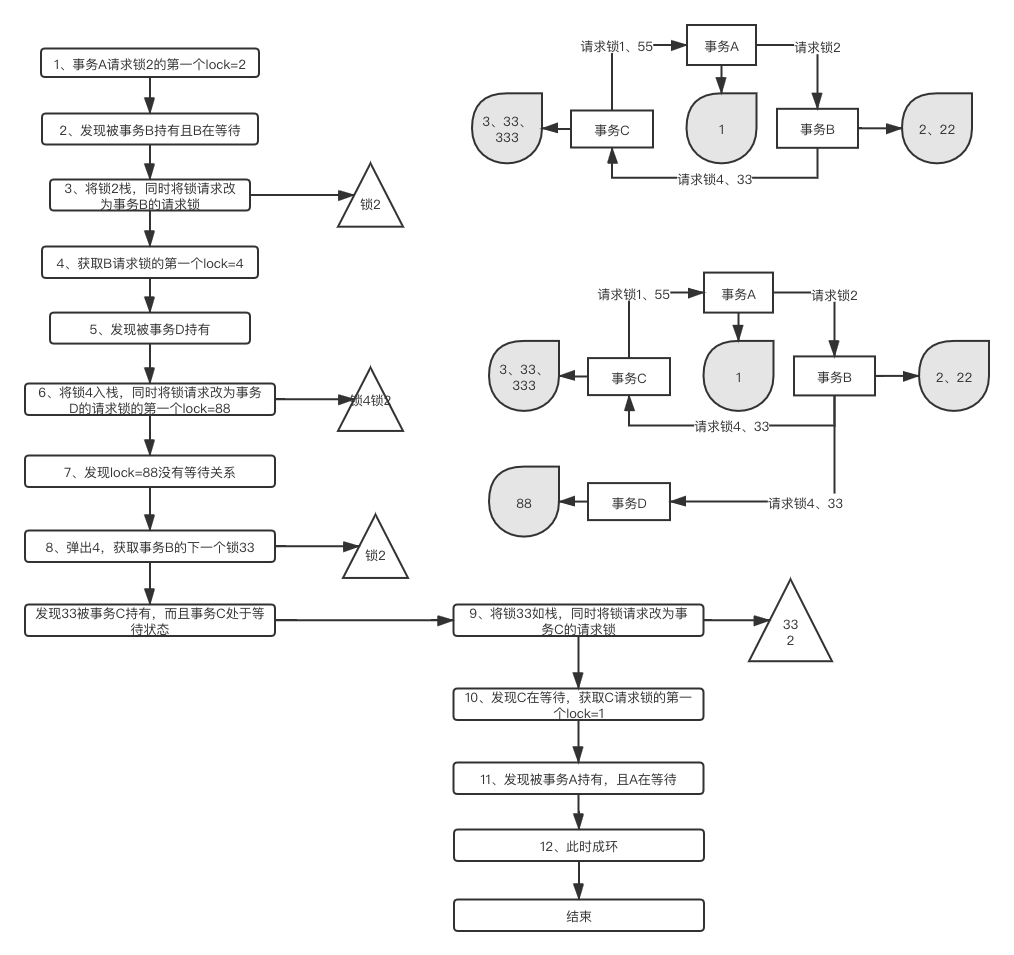 1、事务A请求锁2的第一个lock=2
2、发现被事务B持有且B在等待
3、将锁2栈，同时将锁请求改
为事务B的请求锁
锁2
4、获取B请求锁的第一个lock=4
5、发现被事务D持有
6、将锁4入栈，同时将锁请求改为事务
D的请求锁的第一个lock=88
锁4锁2
7、发现lock=88没有等待关系
8、弹出4，获取事务B的下一个锁33
锁2
发现33被事务C持有，而且事务C处于等
待状态
9、将锁33如栈，同时将锁请求改为事
务C的请求锁
33
2
10、发现C在等待，获取C请求锁的第一
个lock=1
11、发现被事务A持有，且A在等待
12、此时成环
结束
请求锁1、55
事务A
请求锁2
3、33、
333
事务C
1
事务B
2、22
请求锁4、33
请求锁1、55
事务A
请求锁2
3、33、
333
事务C
1
事务B
2、22
请求锁4、33
88
事务D
请求锁4、33